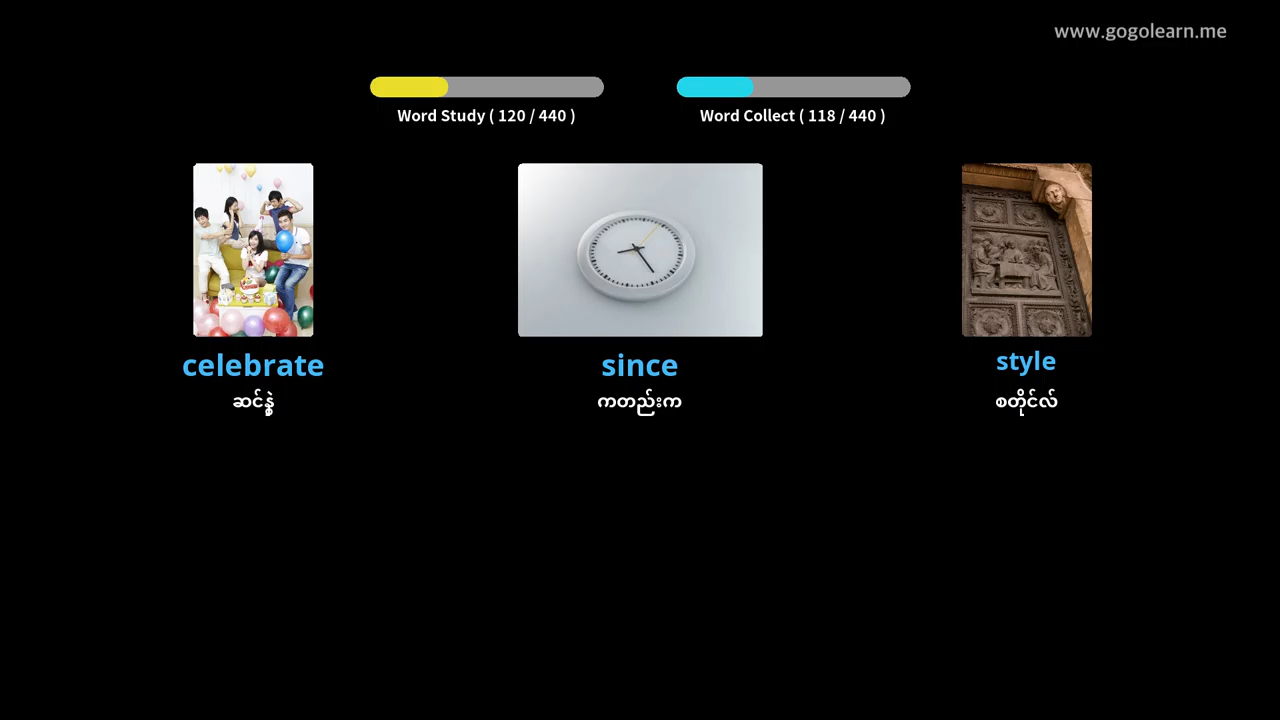 www.gogolearn.me
Word Study ( 120 / 440 )
Word Collect ( 118 / 440 )
celebrate
since
style
ဆင်နွှဲ
ကတည်းက
စတိုင်လ်